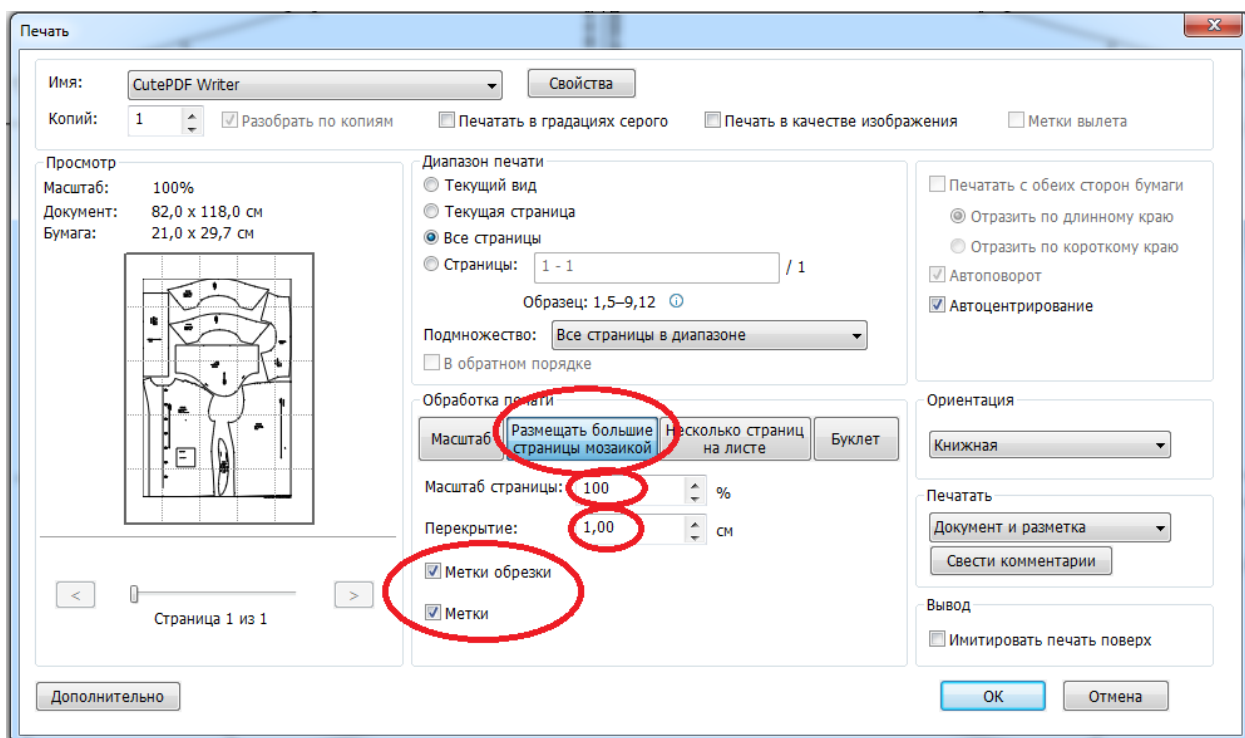 Печать
Имя: CutePDF Writer Свойства
Копий: 1 Разобрать по копиям Печатать в градациях серого Печать в качестве изображения Метки вылета
Просмотр
Масштаб: 100%
Документ: 82,0 x 118,0 см
Бумага: 21,0 x 29,7 см
< >
Страница 1 из 1
Диапазон печати
Текущий вид
Текущая страница
Все страницы
Страницы: 1 - 1 / 1
Образец: 1,5–9,12
Подмножество: Все страницы в диапазоне
В обратном порядке
Обработка печати
Масштаб
Размещать большие
страницы мозаикой
Несколько страниц
на листе
Буклет
Масштаб страницы: 100 %
Перекрытие: 1,00 см
Метки обрезки
Метки
Печатать с обеих сторон бумаги
Отразить по длинному краю
Отразить по короткому краю
Автоповорот
Автоцентрирование
Ориентация
Книжная
Печатать
Документ и разметка
Свести комментарии
Вывод
Имитировать печать поверх
Дополнительно OK Отмена